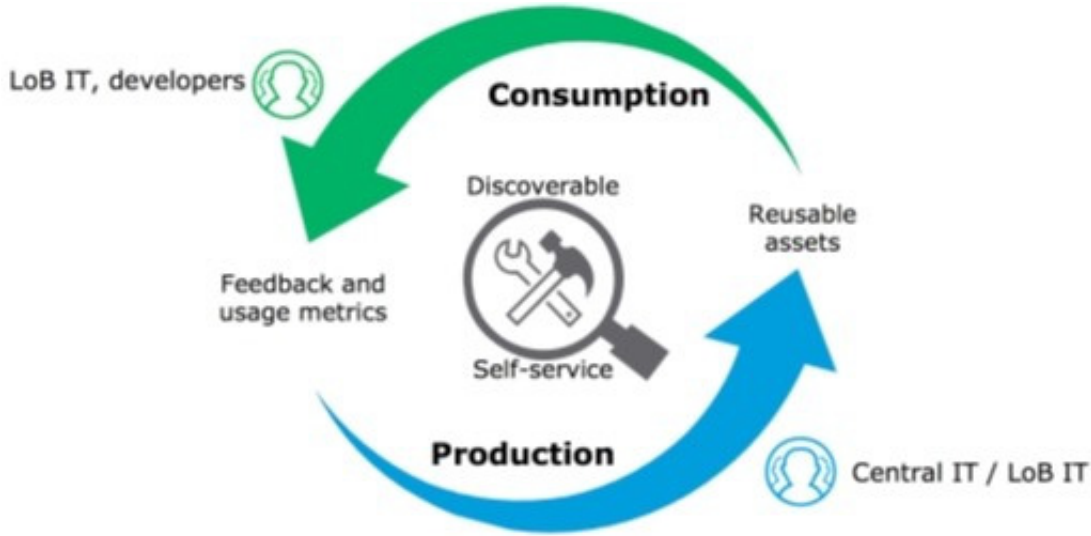 LoB IT, developers
Consumption
Discoverable
Reusable
assets
Feedback and
usage metrics
Self-service
Production
Central IT / LoB IT